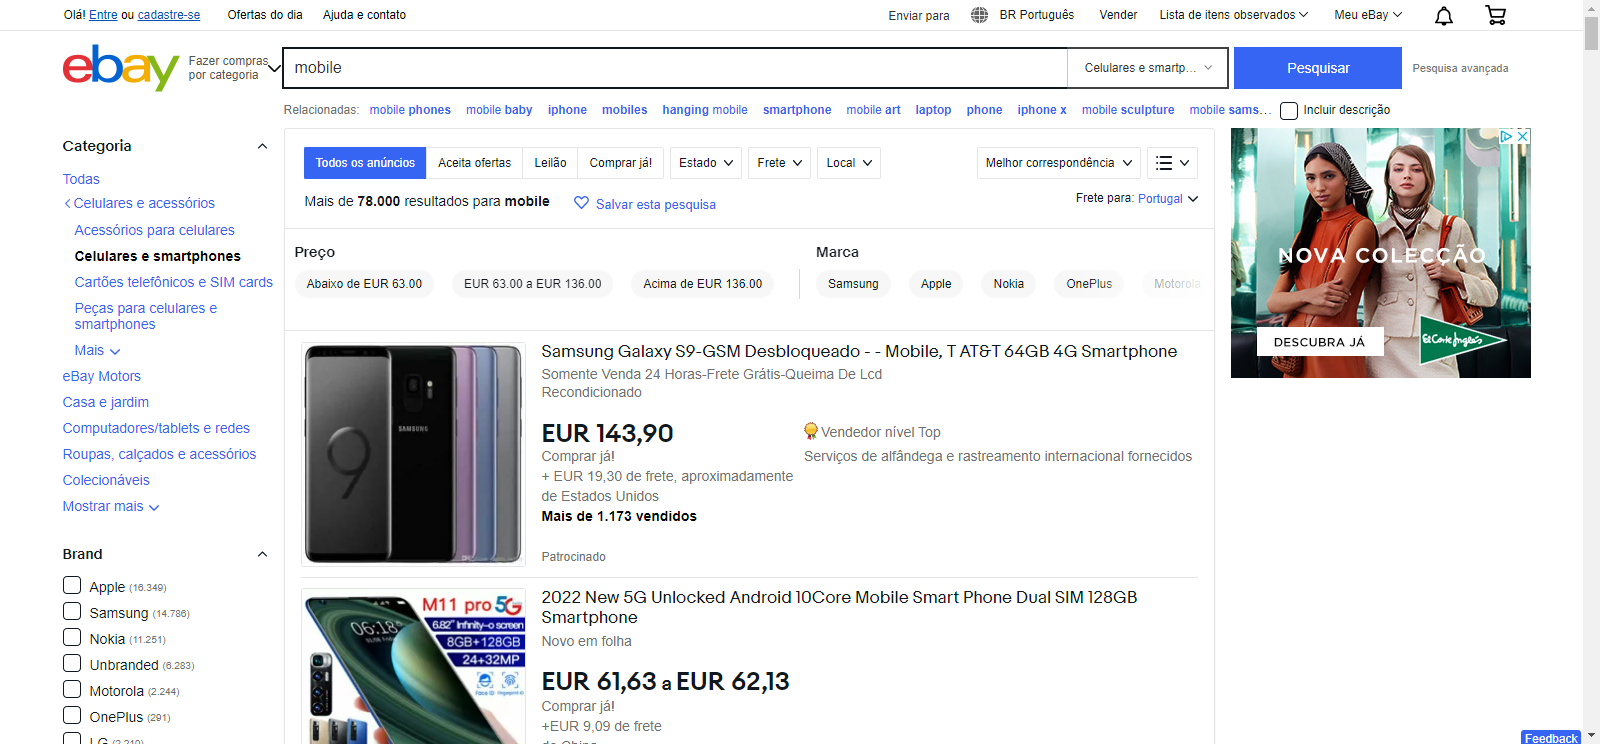 Olá! Entre ou cadastre-se
Ofertas do dia
Ajuda e contato
Enviar para
BR Português
Vender
Lista de itens observados
Meu eBay
ebay
Fazer compras
por categoria
mobile
Celulares e smartp...
Pesquisar
Pesquisa avançada
Relacionadas: mobile phones mobile baby iphone mobiles hanging mobile smartphone mobile art laptop phone iphone x mobile sculpture mobile sams...
Incluir descrição
Categoria
Todas
Celulares e acessórios
Acessórios para celulares
Celulares e smartphones
Cartões telefônicos e SIM cards
Peças para celulares e
smartphones
Mais
eBay Motors
Casa e jardim
Computadores/tablets e redes
Roupas, calçados e acessórios
Colecionáveis
Mostrar mais
Brand
Apple (16.349)
Samsung (14.786)
Nokia (11.251)
Unbranded (6.283)
Motorola (2.244)
OnePlus (291)
LG (2.210)
Todos os anúncios
Aceita ofertas
Leilão
Comprar já!
Estado
Frete
Local
Melhor correspondência
Mais de 78.000 resultados para mobile
Salvar esta pesquisa
Frete para: Portugal
Preço
Abaixo de EUR 63.00
EUR 63.00 a EUR 136.00
Acima de EUR 136.00
Marca
Samsung
Apple
Nokia
OnePlus
Motorola
SAMSUNG
9
Samsung Galaxy S9-GSM Desbloqueado - - Mobile, T AT&T 64GB 4G Smartphone
Somente Venda 24 Horas-Frete Grátis-Queima De Lcd
Recondicionado
EUR 143,90
Comprar já!
+ EUR 19,30 de frete, aproximadamente
de Estados Unidos
Mais de 1.173 vendidos
Patrocinado
Vendedor nível Top
Serviços de alfândega e rastreamento internacional fornecidos
M11 pro 5G
6.82" Infinity-o screen
8GB+128GB
24+32MP
06:18
2022 New 5G Unlocked Android 10Core Mobile Smart Phone Dual SIM 128GB
Smartphone
Novo em folha
EUR 61,63 a EUR 62,13
Comprar já!
+EUR 9,09 de frete
de China
NOVA COLECÇÃO
DESCUBRA JÁ
El Corte Inglés
Feedback